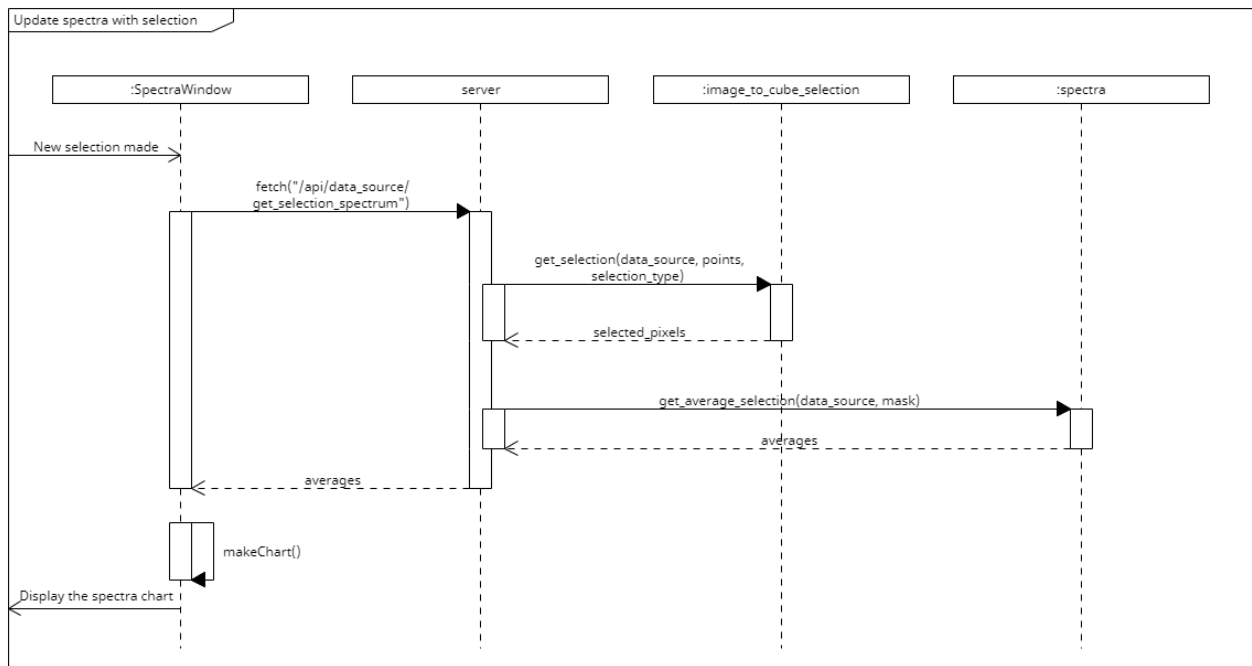 Update spectra with selection
:SpectraWindow
server
:image_to_cube_selection
:spectra
New selection made
fetch("/api/data_source/
get_selection_spectrum")
get_selection(data_source, points,
selection_type)
selected_pixels
get_average_selection(data_source, mask)
averages
averages
makeChart()
Display the spectra chart